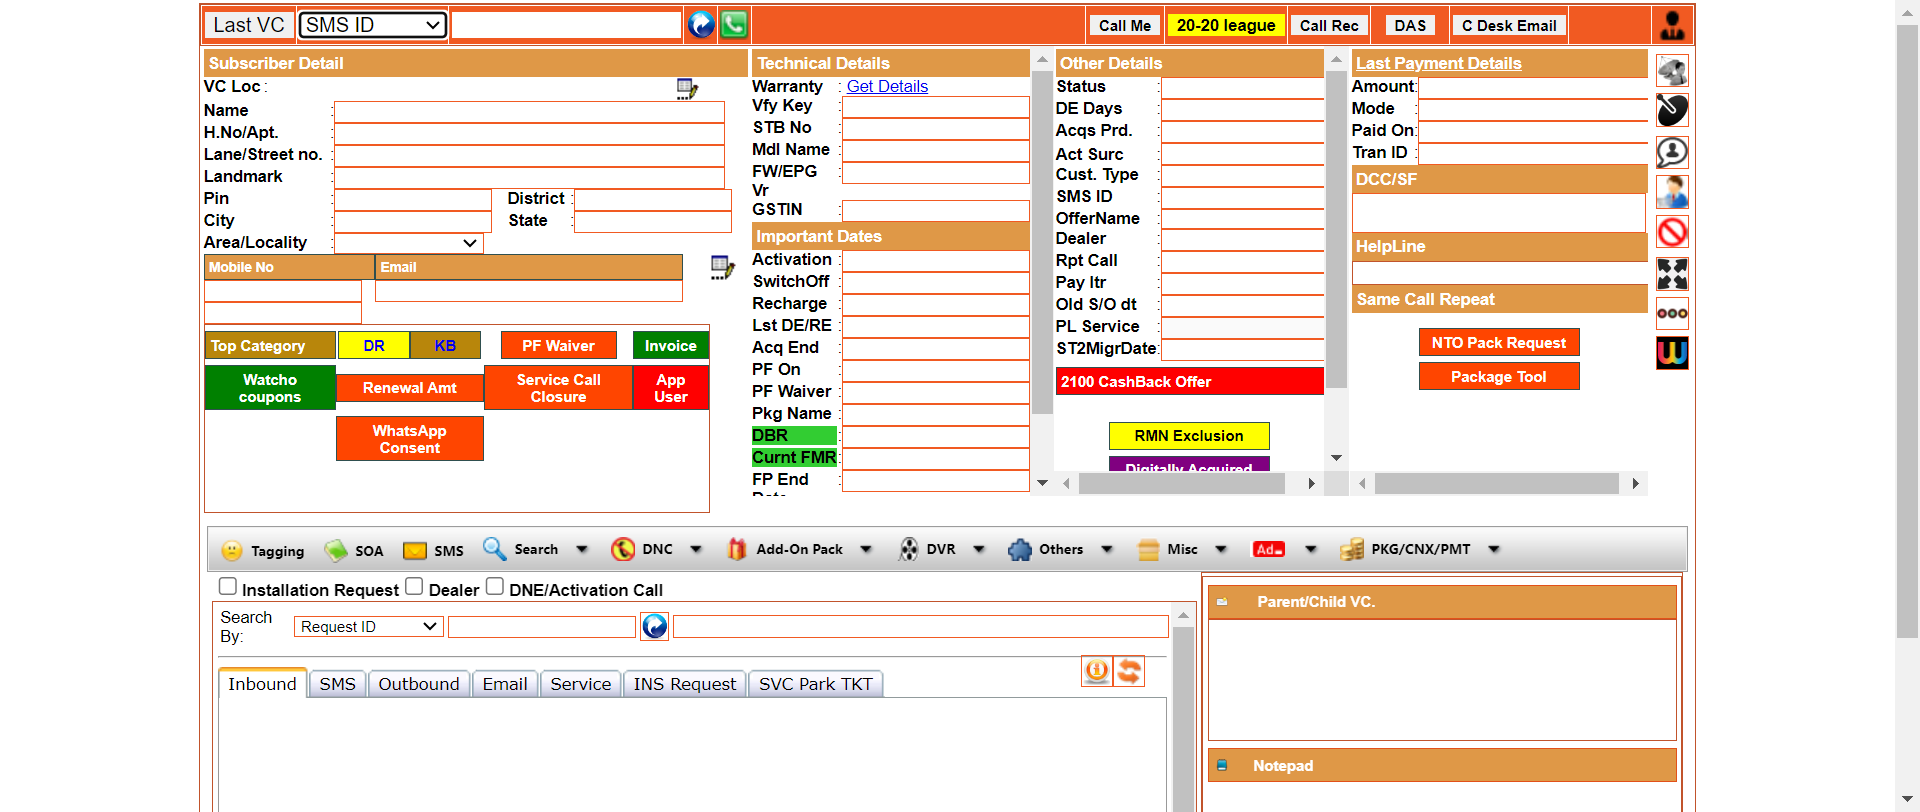 Last VC SMS ID Call Me 20-20 league Call Rec DAS C Desk Email
Subscriber Detail
VC Loc :
Name :
H.No/Apt. :
Lane/Street no. :
Landmark :
Pin : District :
City : State :
Area/Locality :
Mobile No Email
Top Category DR KB PF Waiver Invoice
Watcho coupons Renewal Amt Service Call Closure App User
WhatsApp Consent
Technical Details
Warranty : Get Details
Vfy Key :
STB No :
Mdl Name :
FW/EPG Vr :
GSTIN :
Important Dates
Activation :
SwitchOff :
Recharge :
Lst DE/RE :
Acq End :
PF On :
PF Waiver :
Pkg Name :
DBR :
Curnt FMR :
FP End Date :
Other Details
Status :
DE Days :
Acqs Prd. :
Act Surc :
Cust. Type :
SMS ID :
OfferName :
Dealer :
Rpt Call :
Pay Itr :
Old S/O dt :
PL Service :
ST2MigrDate:
2100 CashBack Offer
RMN Exclusion
Digitally Acquired
Last Payment Details
Amount:
Mode :
Paid On:
Tran ID :
DCC/SF
HelpLine
Same Call Repeat
NTO Pack Request
Package Tool
Tagging SOA SMS Search DNC Add-On Pack DVR Others Misc Ad PKG/CNX/PMT
Installation Request Dealer DNE/Activation Call
Search By: Request ID
Inbound SMS Outbound Email Service INS Request SVC Park TKT
Parent/Child VC.
Notepad